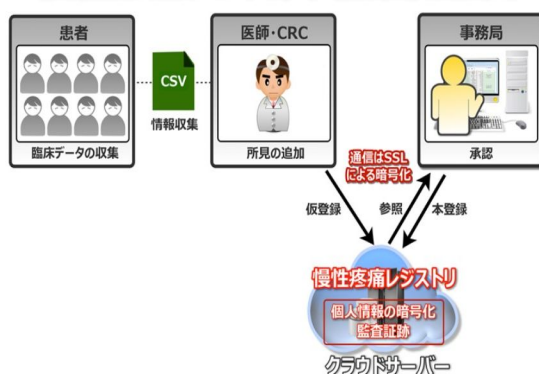 患者
医師・CRC
事務局
CSV
情報収集
臨床データの収集
所見の追加
承認
通信はSSL
による暗号化
仮登録
参照
本登録
慢性疼痛レジストリ
個人情報の暗号化
監査証跡
クラウドサーバー